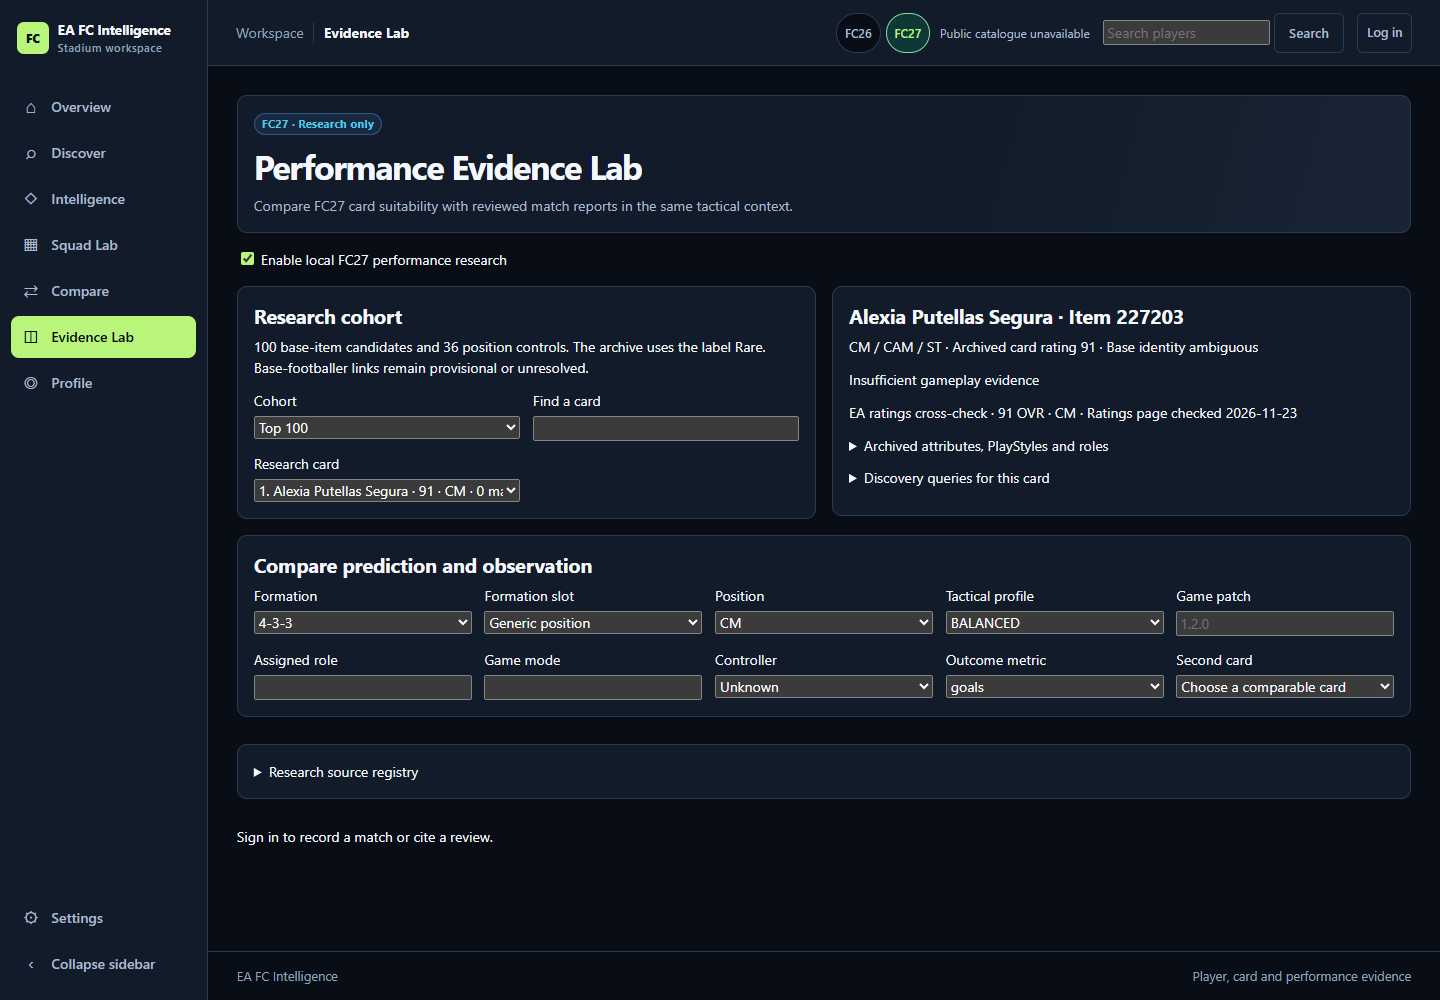 FC
EA FC Intelligence
Stadium workspace
Overview
Discover
Intelligence
Squad Lab
Compare
Evidence Lab
Profile
Settings
Collapse sidebar
Workspace
Evidence Lab
FC26
FC27
Public catalogue unavailable
Search players
Search
Log in
FC27 · Research only
Performance Evidence Lab
Compare FC27 card suitability with reviewed match reports in the same tactical context.
Enable local FC27 performance research
Research cohort
100 base-item candidates and 36 position controls. The archive uses the label Rare.
Base-footballer links remain provisional or unresolved.
Cohort
Find a card
Top 100
Research card
1. Alexia Putellas Segura · 91 · CM · 0 ma
Alexia Putellas Segura · Item 227203
CM / CAM / ST · Archived card rating 91 · Base identity ambiguous
Insufficient gameplay evidence
EA ratings cross-check · 91 OVR · CM · Ratings page checked 2026-11-23
Archived attributes, PlayStyles and roles
Discovery queries for this card
Compare prediction and observation
Formation
Formation slot
Position
Tactical profile
Game patch
4-3-3
Generic position
CM
BALANCED
1.2.0
Assigned role
Game mode
Controller
Outcome metric
Second card
Unknown
goals
Choose a comparable card
Research source registry
Sign in to record a match or cite a review.
EA FC Intelligence
Player, card and performance evidence